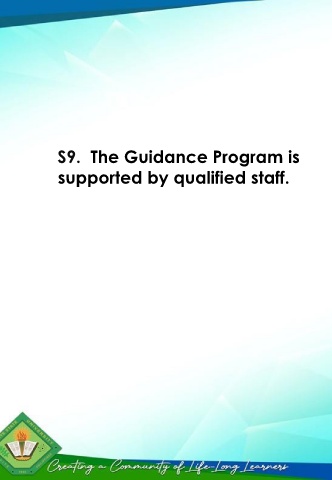 S9.  The Guidance Program is
supported by qualified staff.
Creating a Community of Life-Long Learners